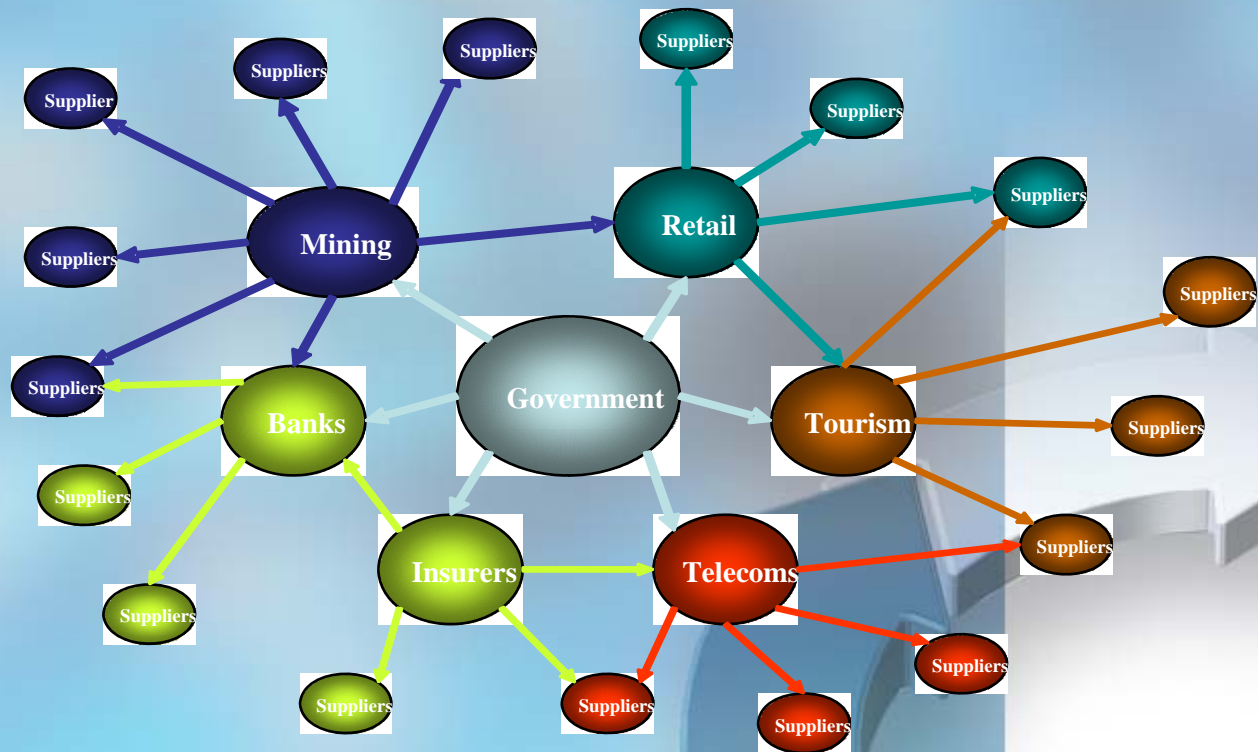 Suppliers
Suppliers
Suppliers
Supplier
Suppliers
Suppliers
Retail
Mining
Suppliers
Suppliers
Suppliers
Government
Banks
Tourism
Suppliers
Suppliers
Suppliers
Insurers
Telecoms
Suppliers
Suppliers
Suppliers
Suppliers
Suppliers